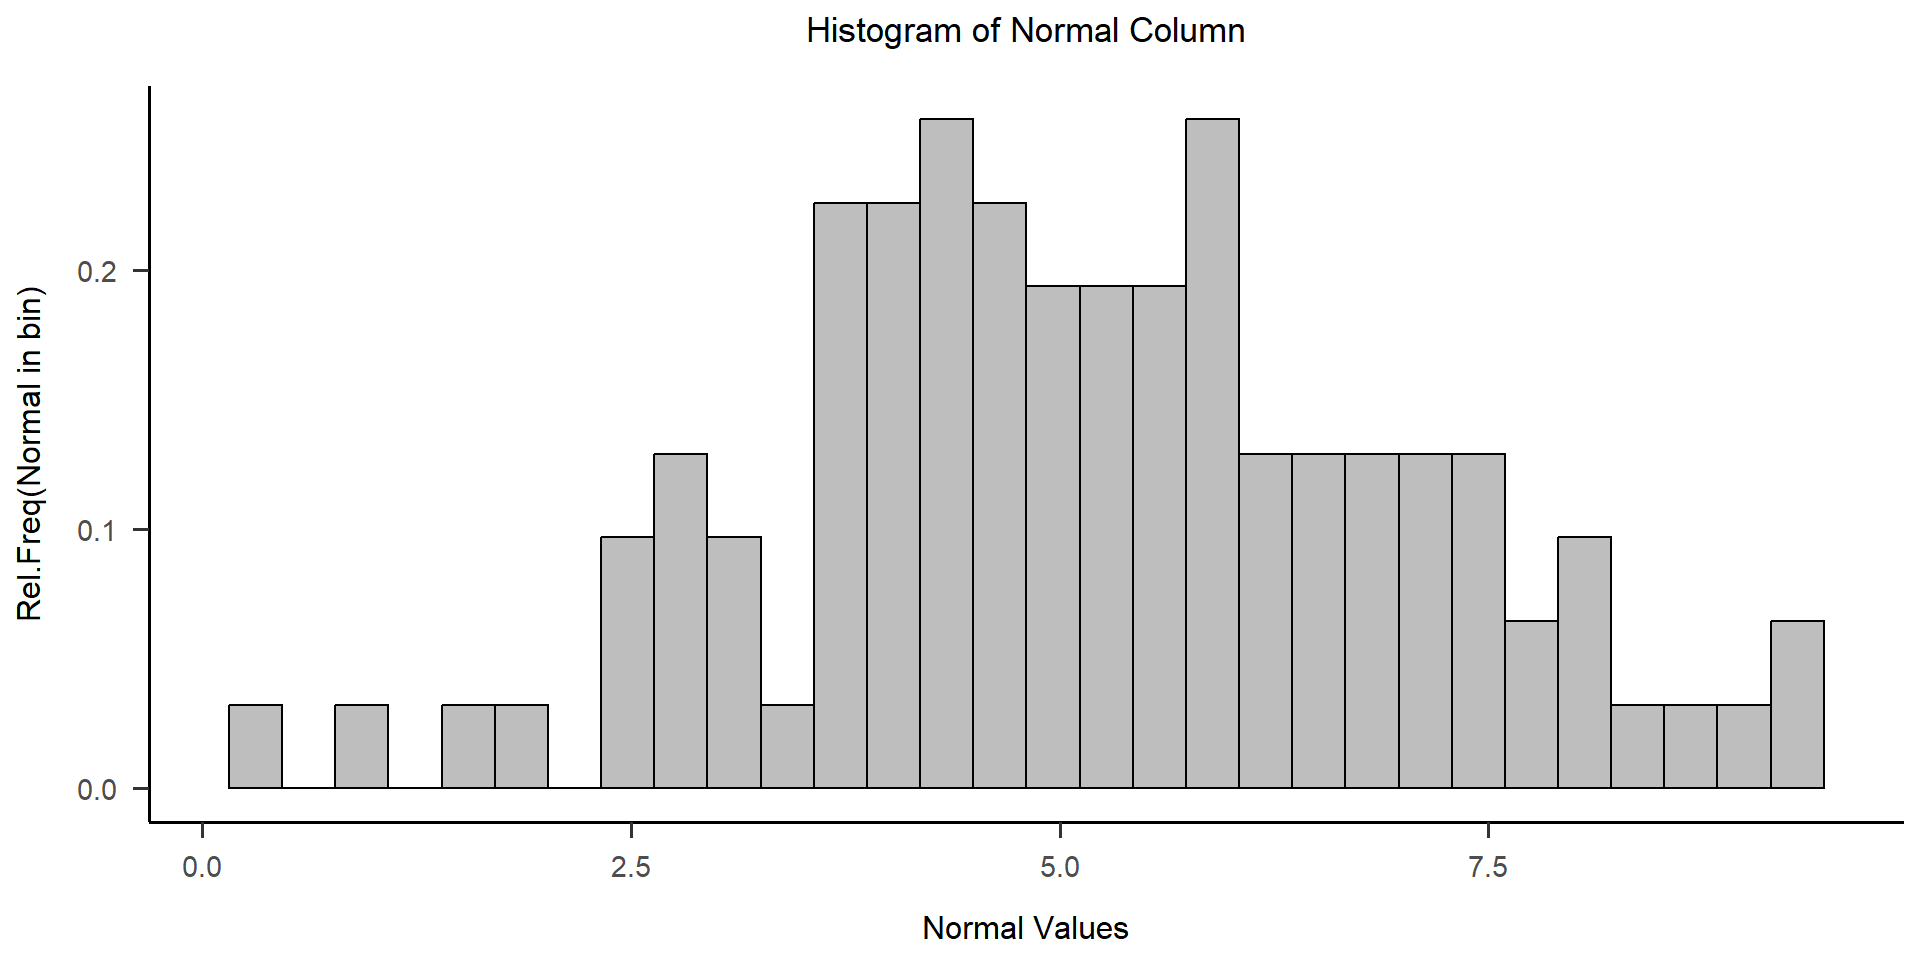 Histogram of Normal Column
Rel.Freq(Normal in bin)
0.2
0.1
0.0
0.0
2.5
5.0
7.5
Normal Values